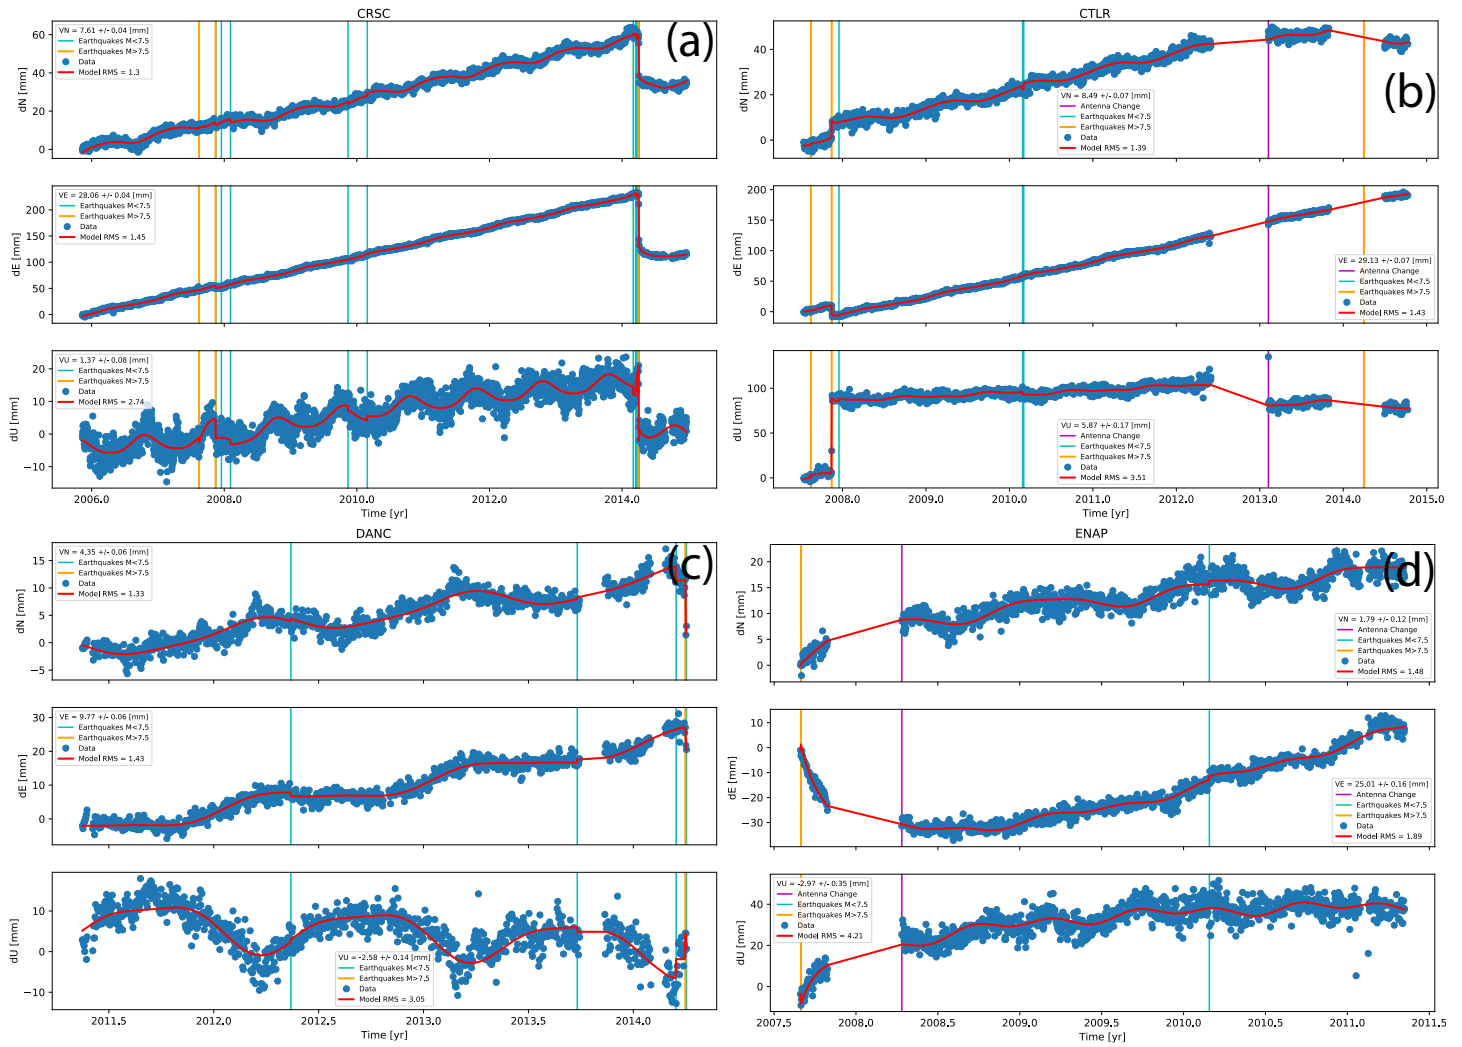 CRSC
(a)
VN = 7.61 +/- 0.04 [mm]
Earthquakes M<7.5
Earthquakes M>7.5
Data
Model RMS = 1.3
dN [mm]
60
40
20
0
VE = 28.06 +/- 0.04 [mm]
Earthquakes M<7.5
Earthquakes M>7.5
Data
Model RMS = 1.45
dE [mm]
200
150
100
50
0
VU = 1.37 +/- 0.08 [mm]
Earthquakes M<7.5
Earthquakes M>7.5
Data
Model RMS = 2.74
dU [mm]
20
10
0
−10
2006.0 2008.0 2010.0 2012.0 2014.0
Time [yr]
CTLR
(b)
VN = 8.49 +/- 0.07 [mm]
Antenna Change
Earthquakes M<7.5
Earthquakes M>7.5
Data
Model RMS = 1.39
dN [mm]
40
20
0
VE = 29.13 +/- 0.07 [mm]
Antenna Change
Earthquakes M<7.5
Earthquakes M>7.5
Data
Model RMS = 1.43
dE [mm]
200
150
100
50
0
VU = 5.87 +/- 0.17 [mm]
Antenna Change
Earthquakes M<7.5
Earthquakes M>7.5
Data
Model RMS = 3.51
dU [mm]
100
50
0
2008.0 2009.0 2010.0 2011.0 2012.0 2013.0 2014.0 2015.0
Time [yr]
DANC
(c)
VN = 4.35 +/- 0.06 [mm]
Earthquakes M<7.5
Earthquakes M>7.5
Data
Model RMS = 1.33
dN [mm]
15
10
5
0
−5
VE = 9.77 +/- 0.06 [mm]
Earthquakes M<7.5
Earthquakes M>7.5
Data
Model RMS = 1.43
dE [mm]
30
20
10
0
VU = -2.58 +/- 0.14 [mm]
Earthquakes M<7.5
Earthquakes M>7.5
Data
Model RMS = 3.05
dU [mm]
10
0
−10
2011.5 2012.0 2012.5 2013.0 2013.5 2014.0
Time [yr]
ENAP
(d)
VN = 1.79 +/- 0.12 [mm]
Antenna Change
Earthquakes M<7.5
Earthquakes M>7.5
Data
Model RMS = 1.48
dN [mm]
20
15
10
5
0
VE = 25.01 +/- 0.16 [mm]
Antenna Change
Earthquakes M<7.5
Earthquakes M>7.5
Data
Model RMS = 1.89
dE [mm]
10
0
−10
−20
−30
VU = -2.97 +/- 0.35 [mm]
Antenna Change
Earthquakes M<7.5
Earthquakes M>7.5
Data
Model RMS = 4.21
dU [mm]
40
20
0
2007.5 2008.0 2008.5 2009.0 2009.5 2010.0 2010.5 2011.0 2011.5
Time [yr]